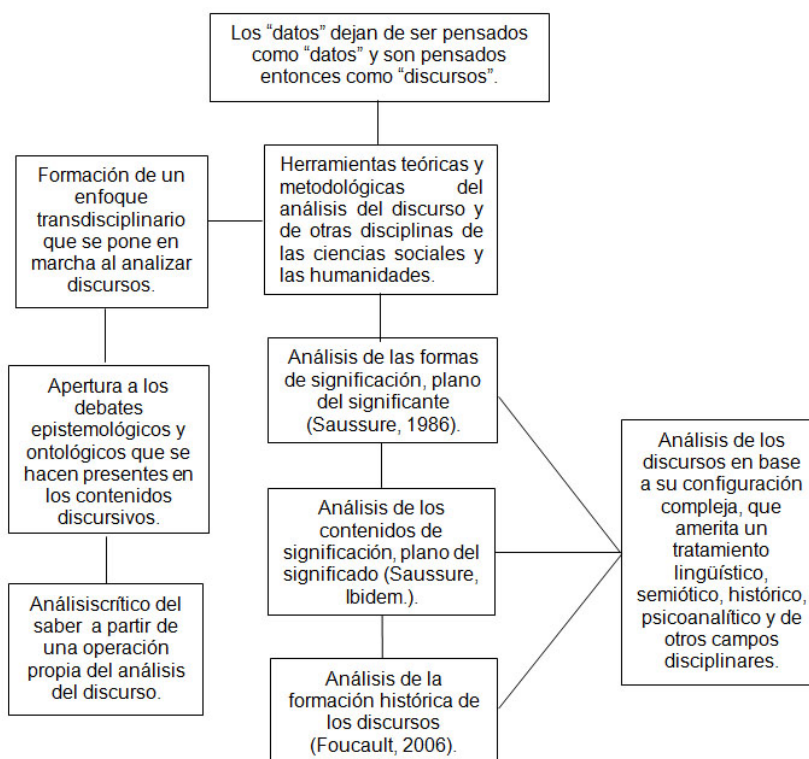 Los “datos” dejan de ser pensados
como “datos” y son pensados
entonces como “discursos”.
Formación de un
enfoque
transdisciplinario
que se pone en
marcha al analizar
discursos.
Herramientas teóricas y
metodológicas del
análisis del discurso y
de otras disciplinas de
las ciencias sociales y
las humanidades.
Apertura a los
debates
epistemológicos y
ontológicos que se
hacen presentes en
los contenidos
discursivos.
Análisis de las formas
de significación, plano
del significante
(Saussure, 1986).
Análisis de los
contenidos de
significación, plano del
significado (Saussure,
Ibidem.).
Análisis de los
discursos en base
a su configuración
compleja, que
amerita un
tratamiento
lingüístico,
semiótico, histórico,
psicoanalítico y de
otros campos
disciplinares.
Análisiscrítico del
saber a partir de
una operación
propia del análisis
del discurso.
Análisis de la
formación histórica de
los discursos
(Foucault, 2006).